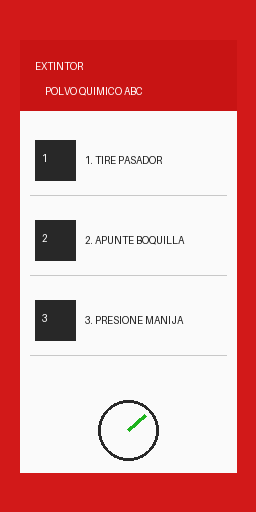 EXTINTOR
POLVO QUIMICO ABC
1 1. TIRE PASADOR
2 2. APUNTE BOQUILLA
3 3. PRESIONE MANIJA